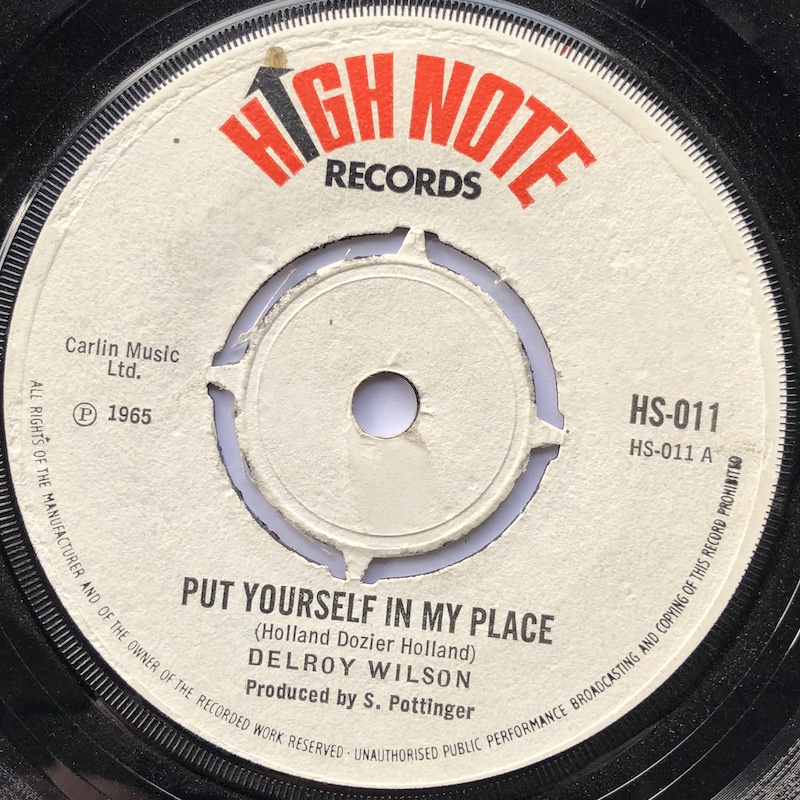 HIGH NOTE
RECORDS
Carlin Music
Ltd.
Ⓟ 1965
HS-011
HS-011 A
PUT YOURSELF IN MY PLACE
(Holland Dozier Holland)
DELROY WILSON
Produced by S. Pottinger
ALL RIGHTS OF THE MANUFACTURER AND OF THE OWNER OF THE RECORDED WORK RESERVED · UNAUTHORISED PUBLIC PERFORMANCE BROADCASTING AND COPYING OF THIS RECORD PROHIBITED